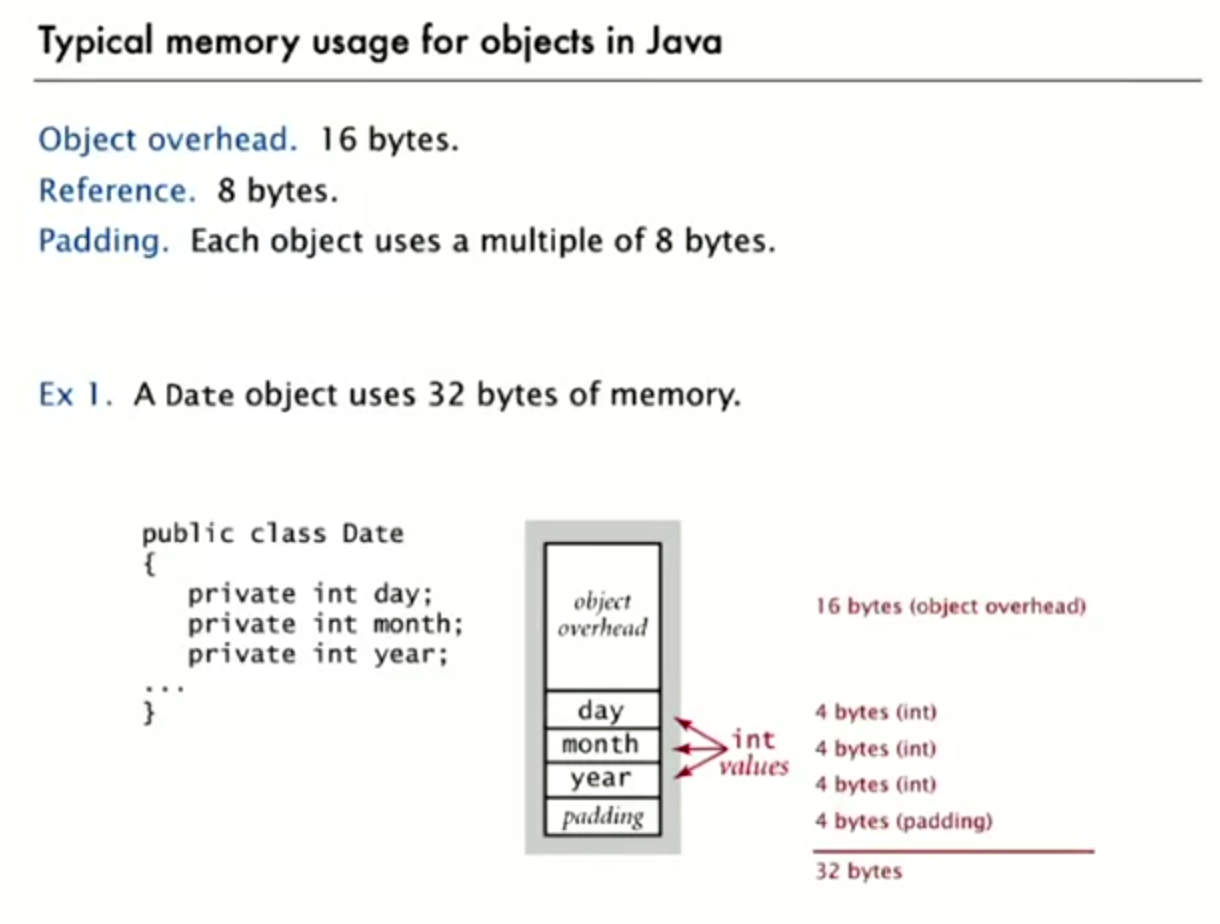 Typical memory usage for objects in Java
Object overhead. 16 bytes.
Reference. 8 bytes.
Padding. Each object uses a multiple of 8 bytes.
Ex 1. A Date object uses 32 bytes of memory.
public class Date
{
private int day;
private int month;
private int year;
...
}
object
overhead
day
month
year
padding
int
values
16 bytes (object overhead)
4 bytes (int)
4 bytes (int)
4 bytes (int)
4 bytes (padding)
32 bytes